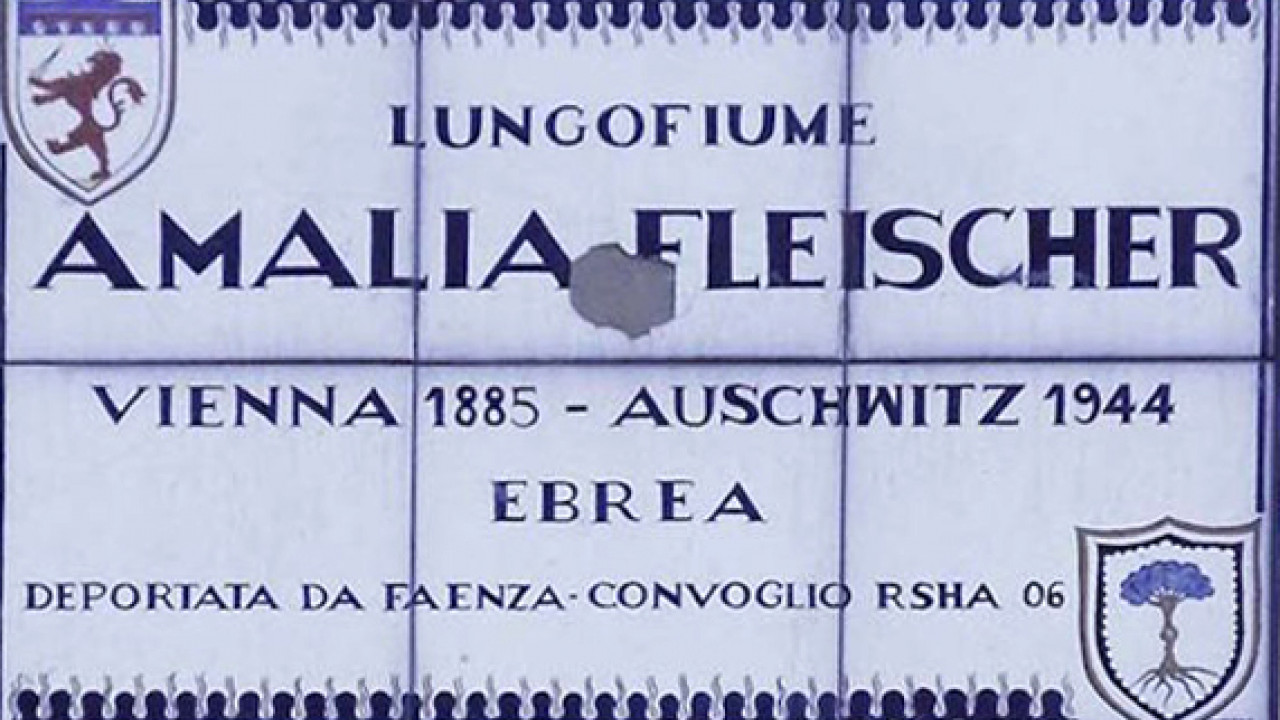 LUNGOFIUME
AMALIA FLEISCHER
VIENNA 1885 - AUSCHWITZ 1944
EBREA
DEPORTATA DA FAENZA - CONVOGLIO RSHA 06